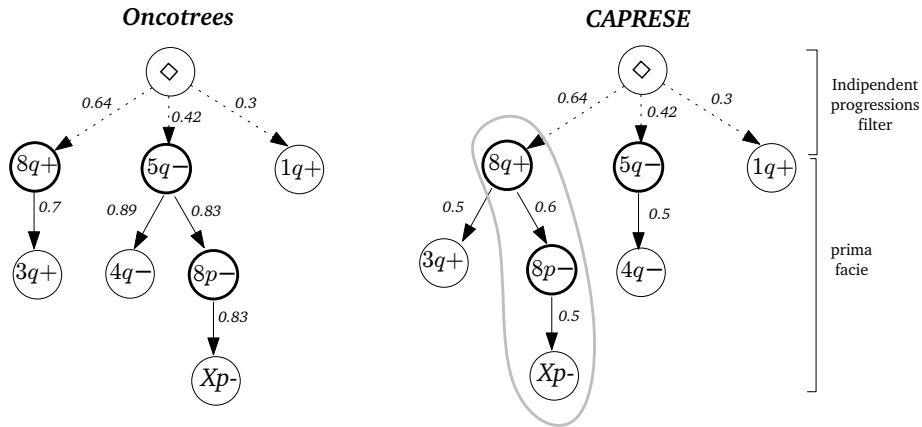 Oncotrees
CAPRESE
◇
◇
0.64
0.42
0.3
0.64
0.42
0.3
Indipendent
progressions
filter
8q+
5q−
1q+
8q+
5q−
1q+
0.7
0.89
0.83
0.5
0.6
0.5
3q+
4q−
8p−
3q+
8p−
4q−
prima
facie
0.83
0.5
Xp-
Xp-